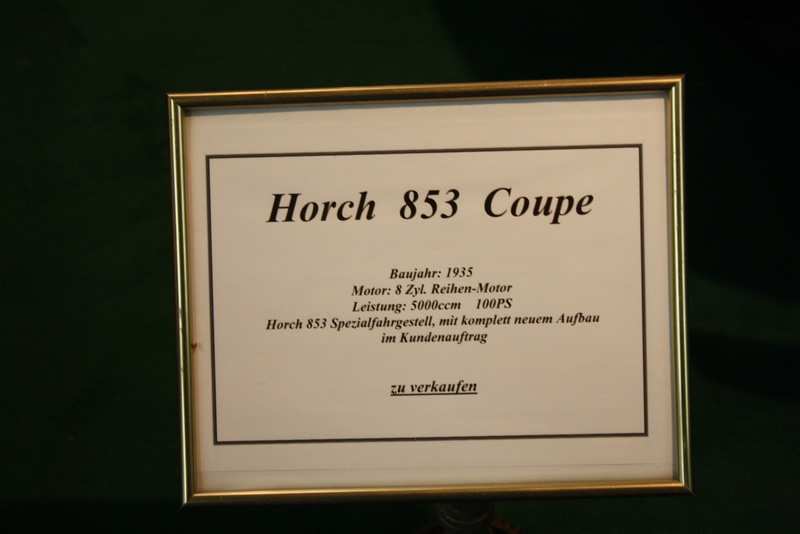 Horch 853 Coupe
Baujahr: 1935
Motor: 8 Zyl. Reihen-Motor
Leistung: 5000ccm 100PS
Horch 853 Spezialfahrgestell, mit komplett neuem Aufbau
im Kundenauftrag
zu verkaufen